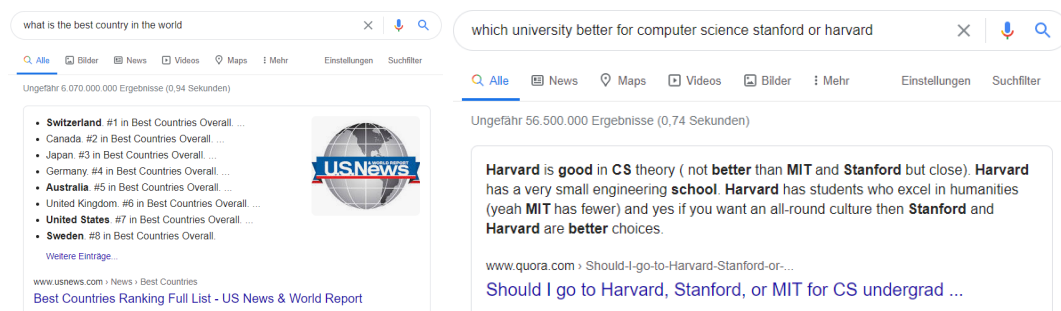 what is the best country in the world
Alle Bilder News Videos Maps Mehr Einstellungen Suchfilter
Ungefähr 6.070.000.000 Ergebnisse (0,94 Sekunden)
• Switzerland. #1 in Best Countries Overall. ...
• Canada. #2 in Best Countries Overall. ...
• Japan. #3 in Best Countries Overall. ...
• Germany. #4 in Best Countries Overall. ...
• Australia. #5 in Best Countries Overall. ...
• United Kingdom. #6 in Best Countries Overall. ...
• United States. #7 in Best Countries Overall. ...
• Sweden. #8 in Best Countries Overall.
Weitere Einträge...
& WORLD REPORT
U.S.News
www.usnews.com › News › Best Countries
Best Countries Ranking Full List - US News & World Report
which university better for computer science stanford or harvard
Alle News Maps Videos Bilder Mehr Einstellungen Suchfilter
Ungefähr 56.500.000 Ergebnisse (0,74 Sekunden)
Harvard is good in CS theory ( not better than MIT and Stanford but close). Harvard
has a very small engineering school. Harvard has students who excel in humanities
(yeah MIT has fewer) and yes if you want an all-round culture then Stanford and
Harvard are better choices.
www.quora.com › Should-I-go-to-Harvard-Stanford-or-...
Should I go to Harvard, Stanford, or MIT for CS undergrad ...